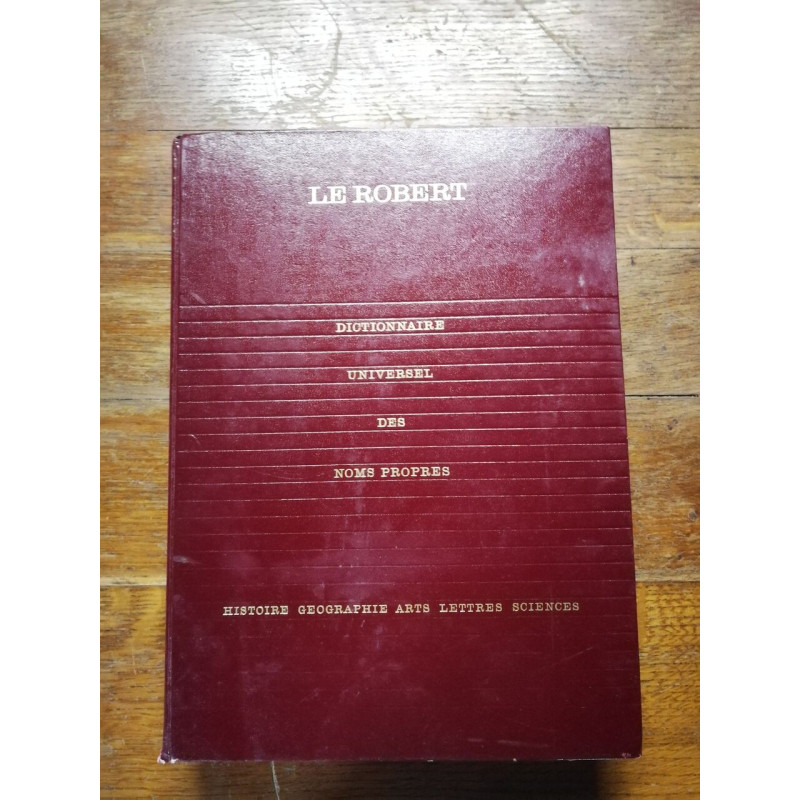 LE ROBERT
DICTIONNAIRE
UNIVERSEL
DES
NOMS PROPRES
HISTOIRE GEOGRAPHIE ARTS LETTRES SCIENCES